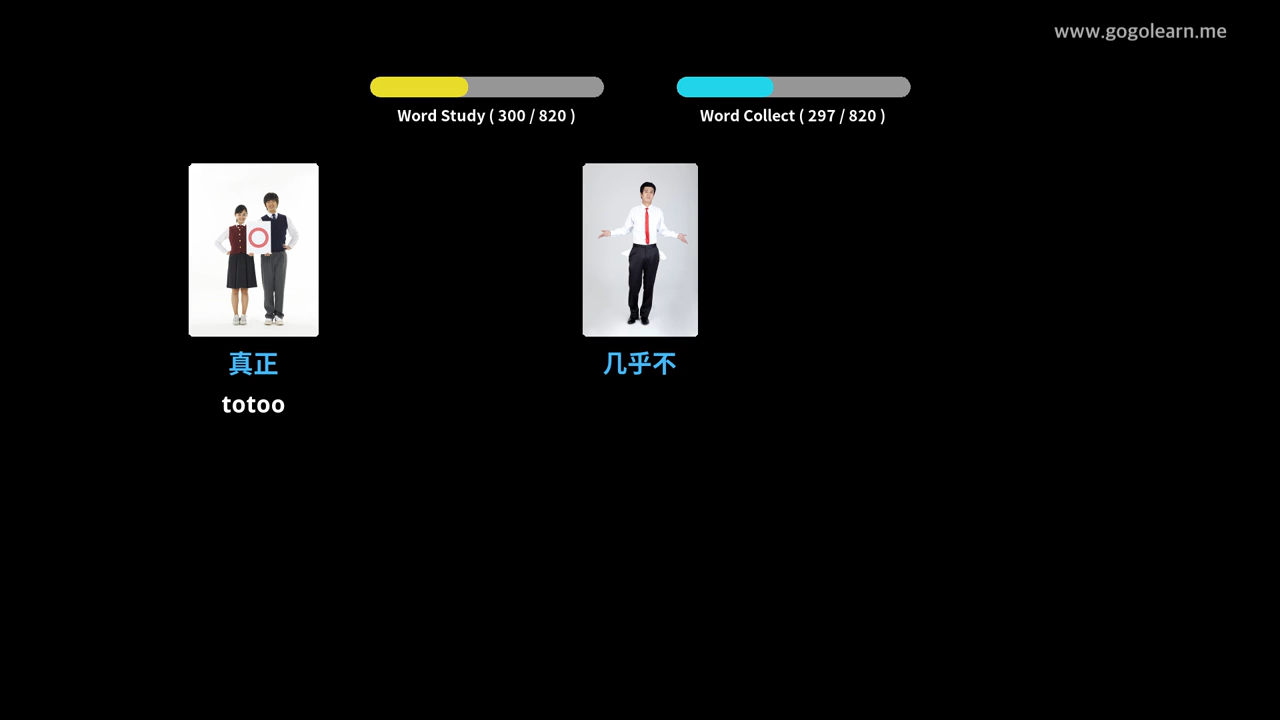 www.gogolearn.me
Word Study ( 300 / 820 )
Word Collect ( 297 / 820 )
真正
几乎不
totoo